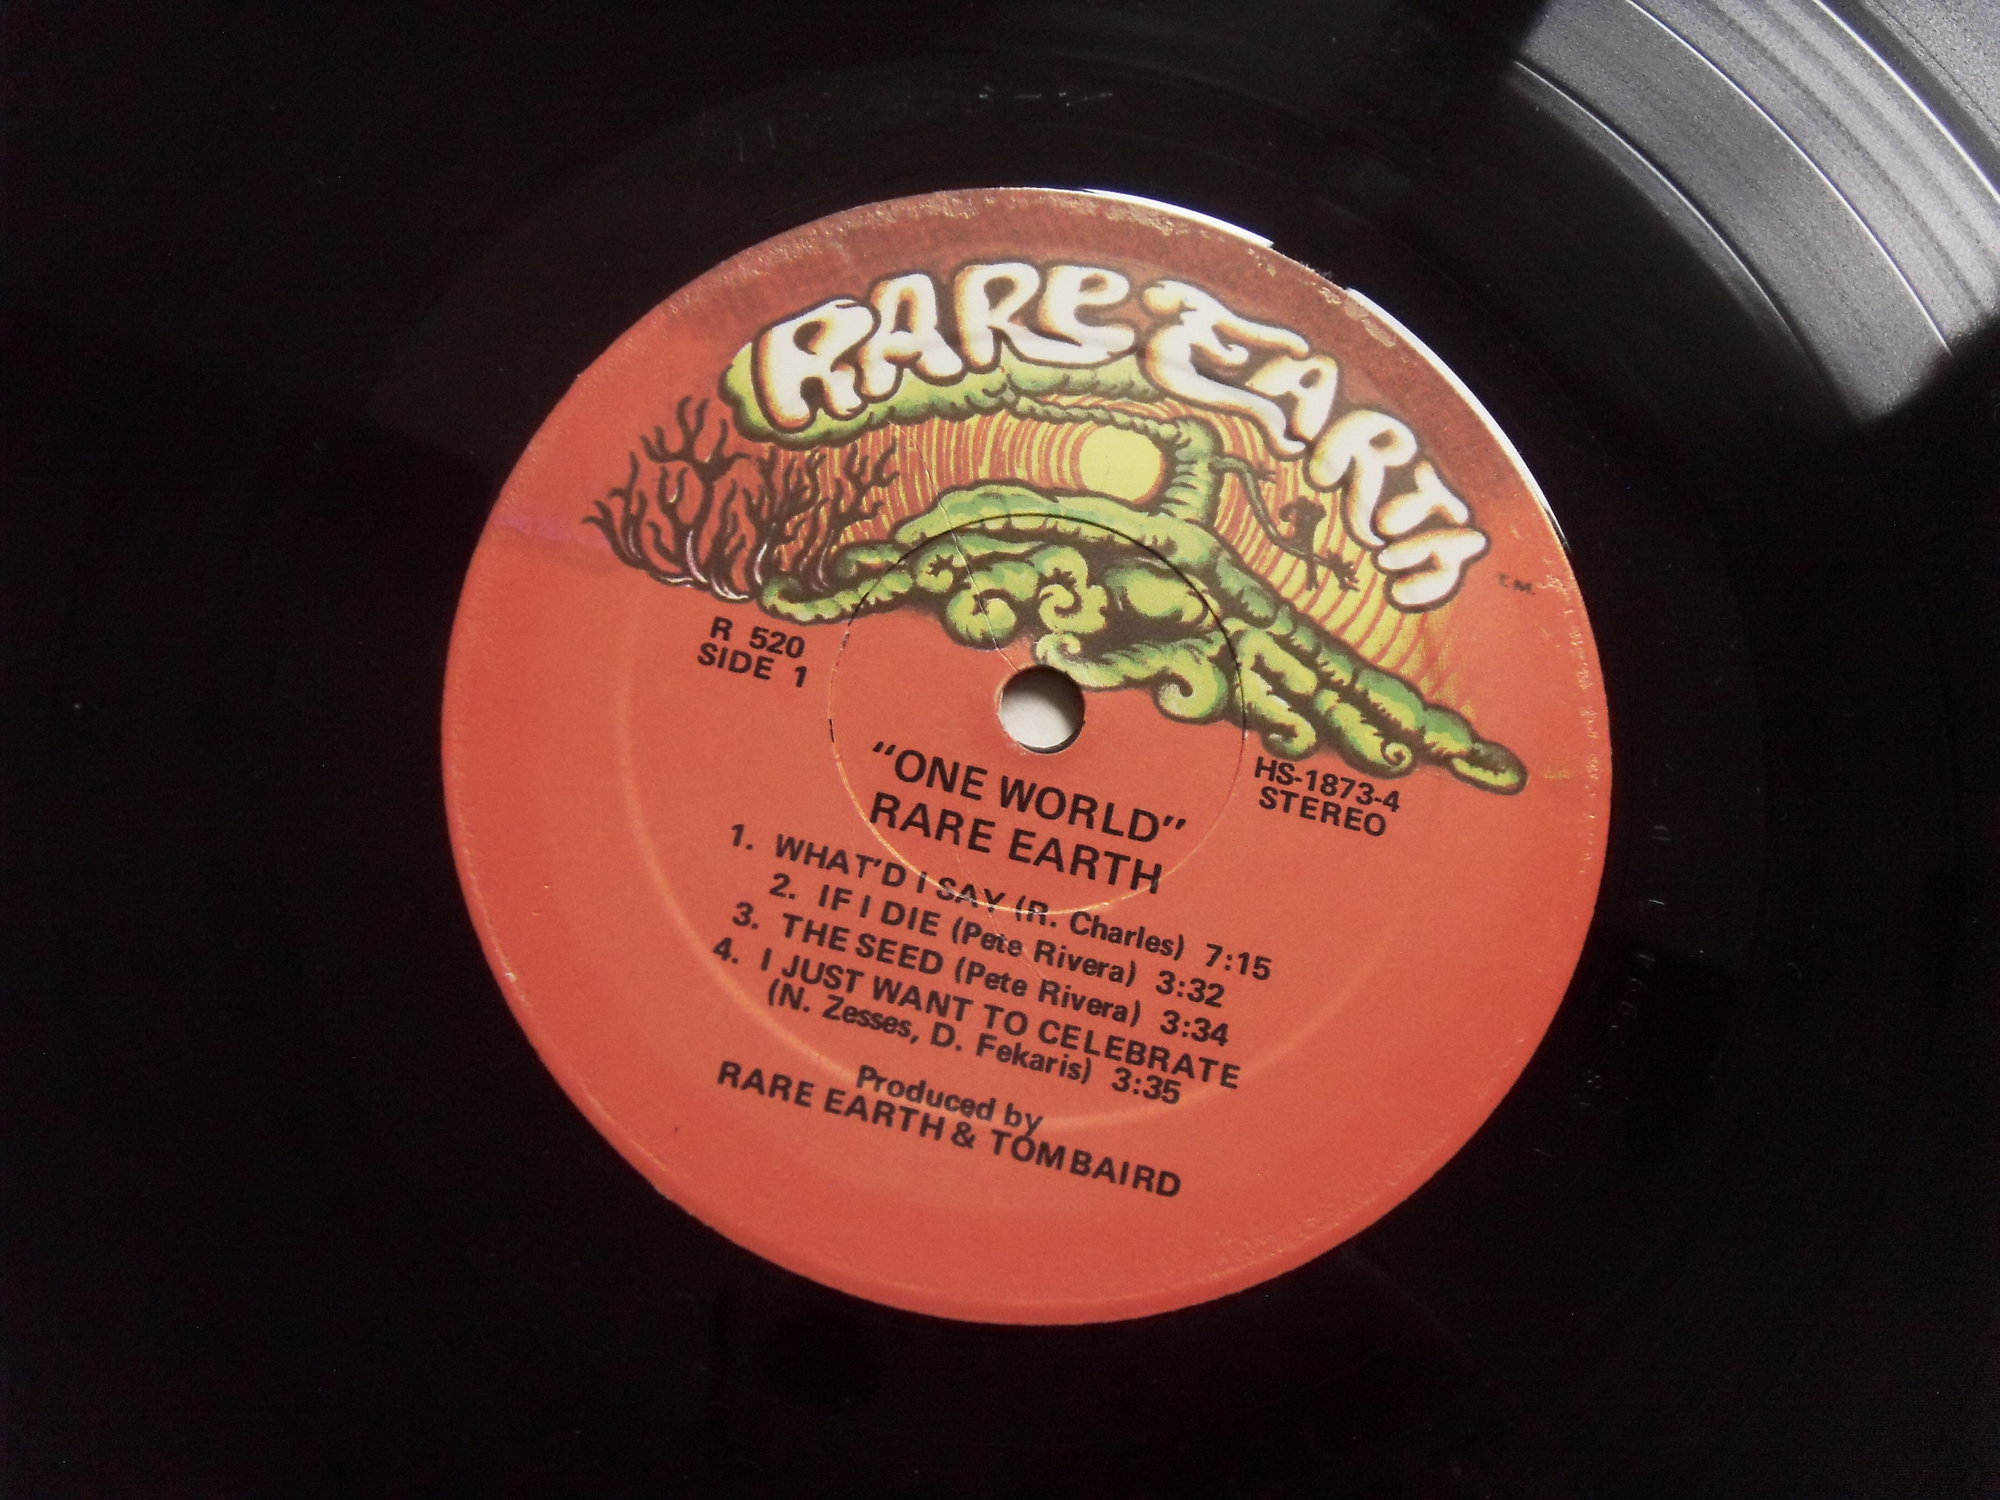 RARE EARTH
T.M.
R 520
SIDE 1
HS-1873-4
STEREO
"ONE WORLD"
RARE EARTH
1. WHAT'D I SAY (R. Charles) 7:15
2. IF I DIE (Pete Rivera) 3:32
3. THE SEED (Pete Rivera) 3:34
4. I JUST WANT TO CELEBRATE
(N. Zesses, D. Fekaris) 3:35
Produced by
RARE EARTH & TOM BAIRD